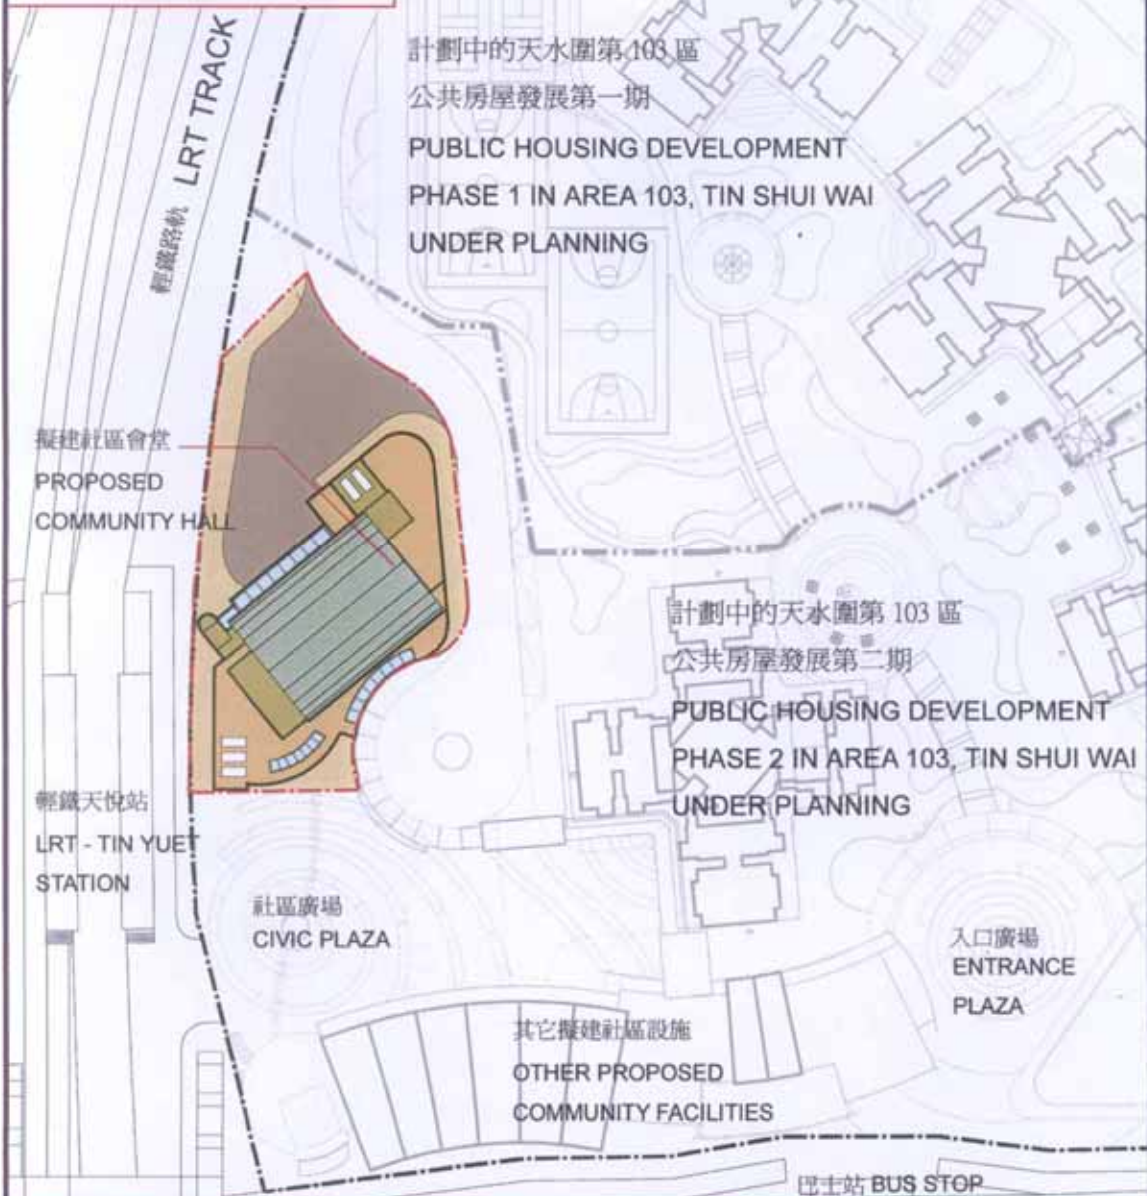 計劃中的天水圍第 103 區
公共房屋發展第一期
PUBLIC HOUSING DEVELOPMENT
PHASE 1 IN AREA 103, TIN SHUI WAI
UNDER PLANNING
輕鐵路軌 LRT TRACK
擬建社區會堂
PROPOSED
COMMUNITY HALL
計劃中的天水圍第 103 區
公共房屋發展第二期
PUBLIC HOUSING DEVELOPMENT
PHASE 2 IN AREA 103, TIN SHUI WAI
UNDER PLANNING
輕鐵天悅站
LRT - TIN YUET
STATION
社區廣場
CIVIC PLAZA
入口廣場
ENTRANCE
PLAZA
其它擬建社區設施
OTHER PROPOSED
COMMUNITY FACILITIES
巴士站 BUS STOP